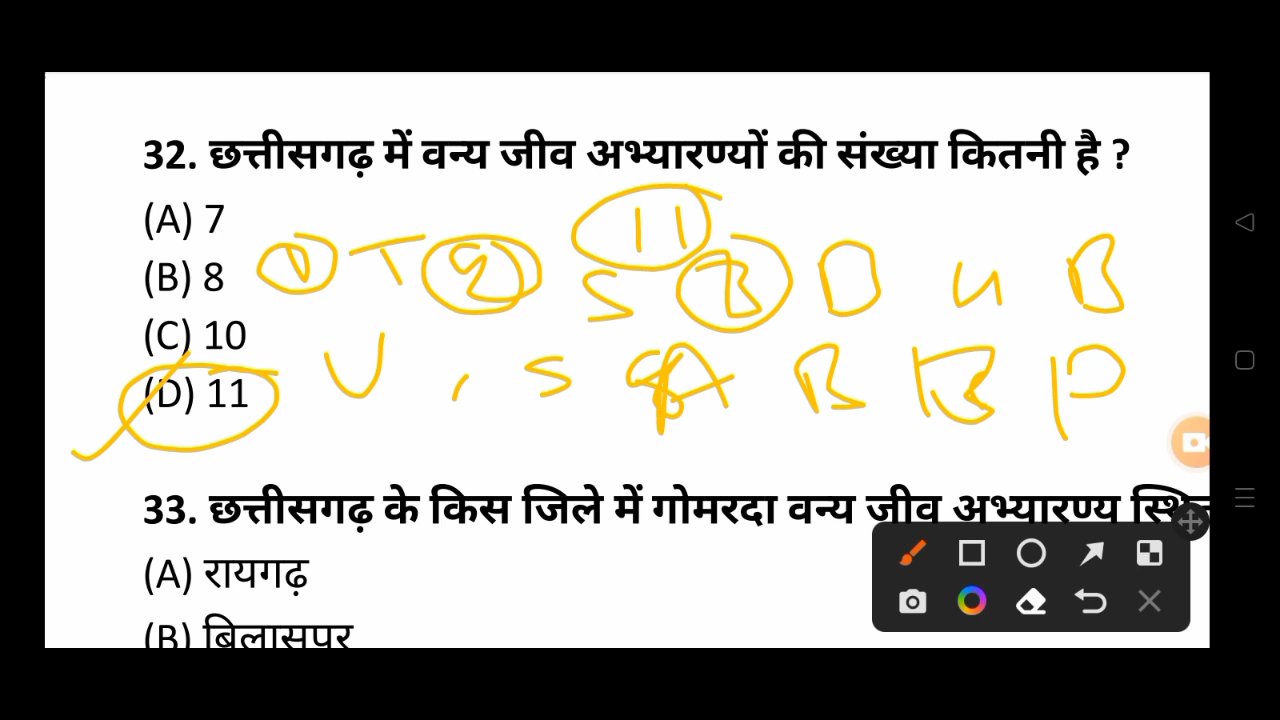 32. छत्तीसगढ़ में वन्य जीव अभ्यारण्यों की संख्या कितनी है ?
(A) 7
11
(B) 8
T S D U B
(C) 10
(D) 11
V , S B P
33. छत्तीसगढ़ के किस जिले में गोमरदा वन्य जीव अभ्यारण्य
(A) रायगढ़
(B) बिलासपुर